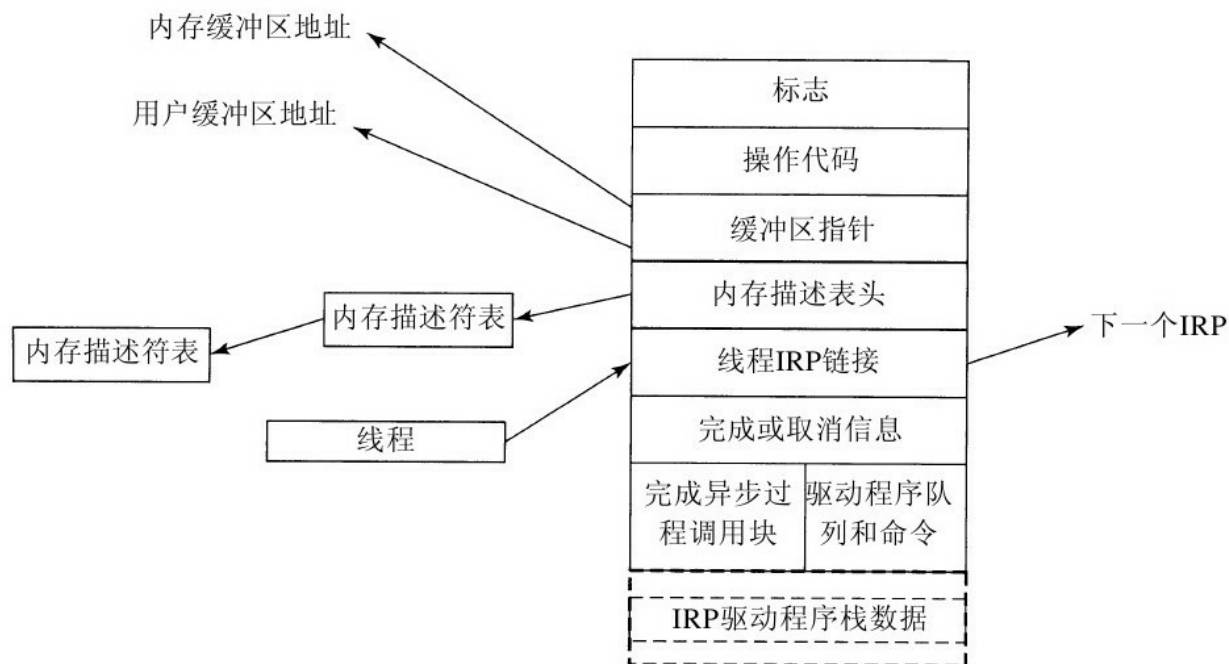 内存缓冲区地址
用户缓冲区地址
标志
操作代码
缓冲区指针
内存描述表头
内存描述符表
内存描述符表
线程IRP链接
下一个IRP
线程
完成或取消信息
完成异步过
程调用块
驱动程序队
列和命令
IRP驱动程序栈数据